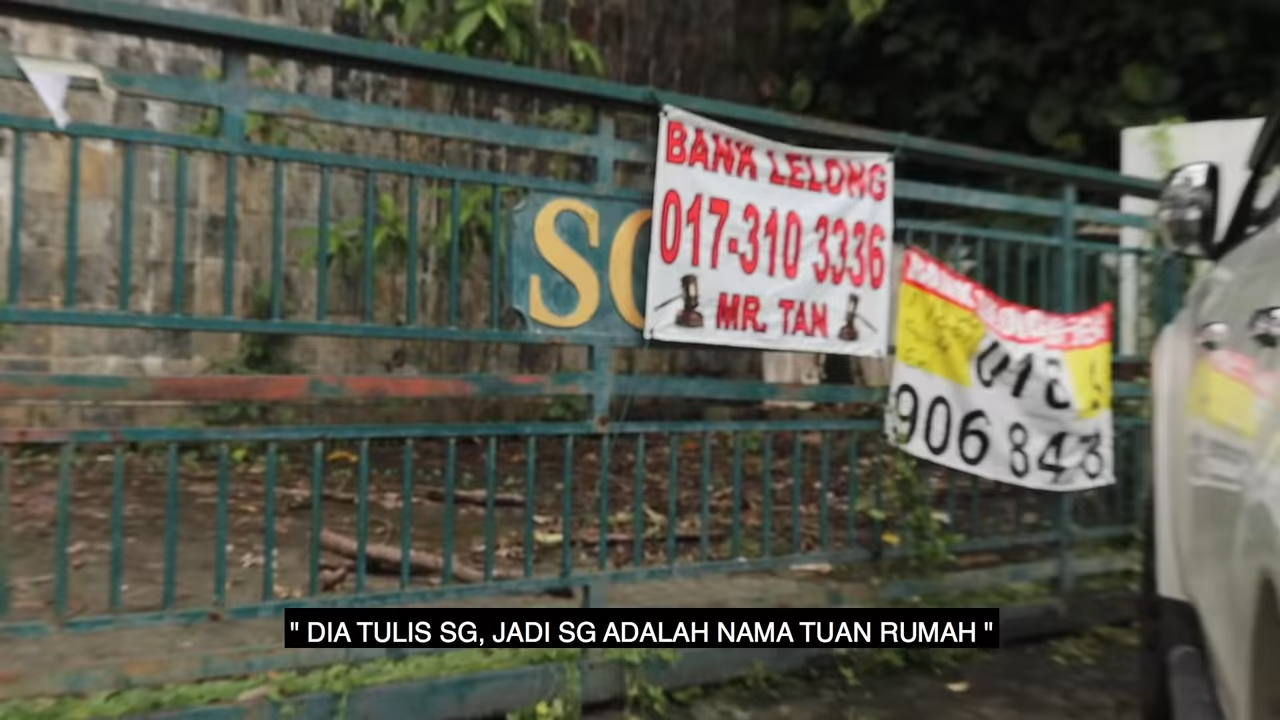 SG
BANK LELONG
017-310 3336
MR. TAN
906 843
" DIA TULIS SG, JADI SG ADALAH NAMA TUAN RUMAH "